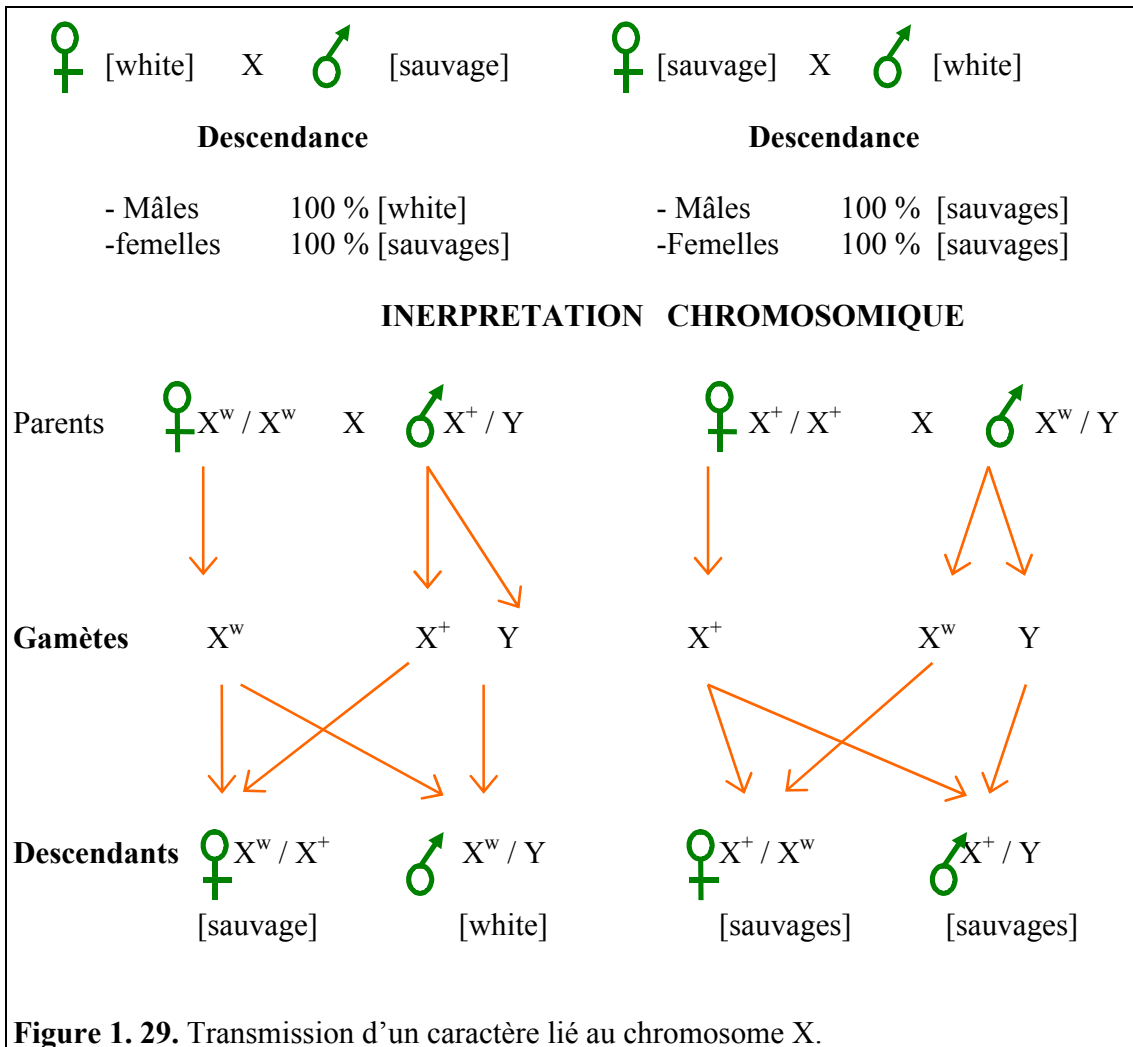 [white] X [sauvage] [sauvage] X [white]
Descendance Descendance
- Mâles 100 % [white] - Mâles 100 % [sauvages]
-femelles 100 % [sauvages] -Femelles 100 % [sauvages]
INERPRETATION CHROMOSOMIQUE
Parents X^w / X^w X X^+ / Y X^+ / X^+ X X^w / Y
Gamètes X^w X^+ Y X^+ X^w Y
Descendants X^w / X^+ X^w / Y X^+ / X^w X^+ / Y
[sauvage] [white] [sauvages] [sauvages]
Figure 1. 29. Transmission d'un caractère lié au chromosome X.